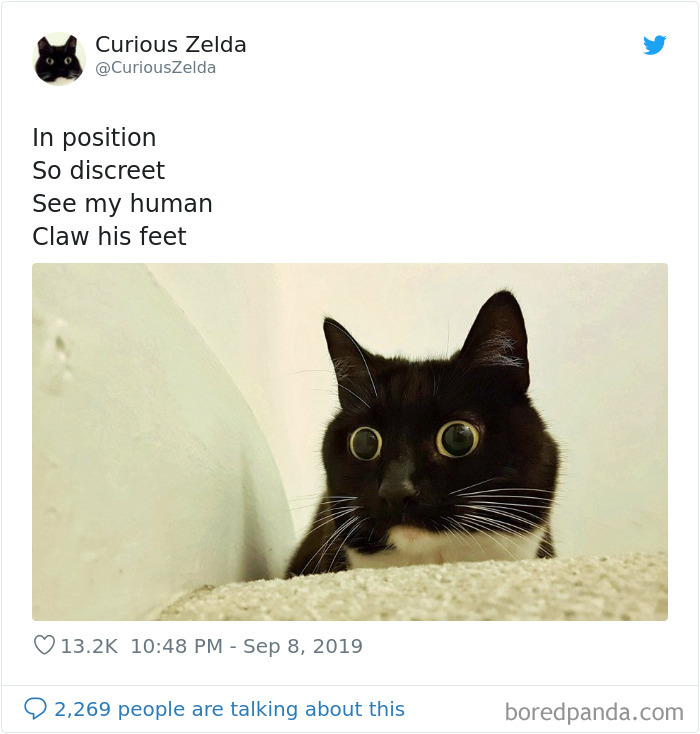 Curious Zelda
@CuriousZelda
In position
So discreet
See my human
Claw his feet
13.2K 10:48 PM - Sep 8, 2019
2,269 people are talking about this
boredpanda.com